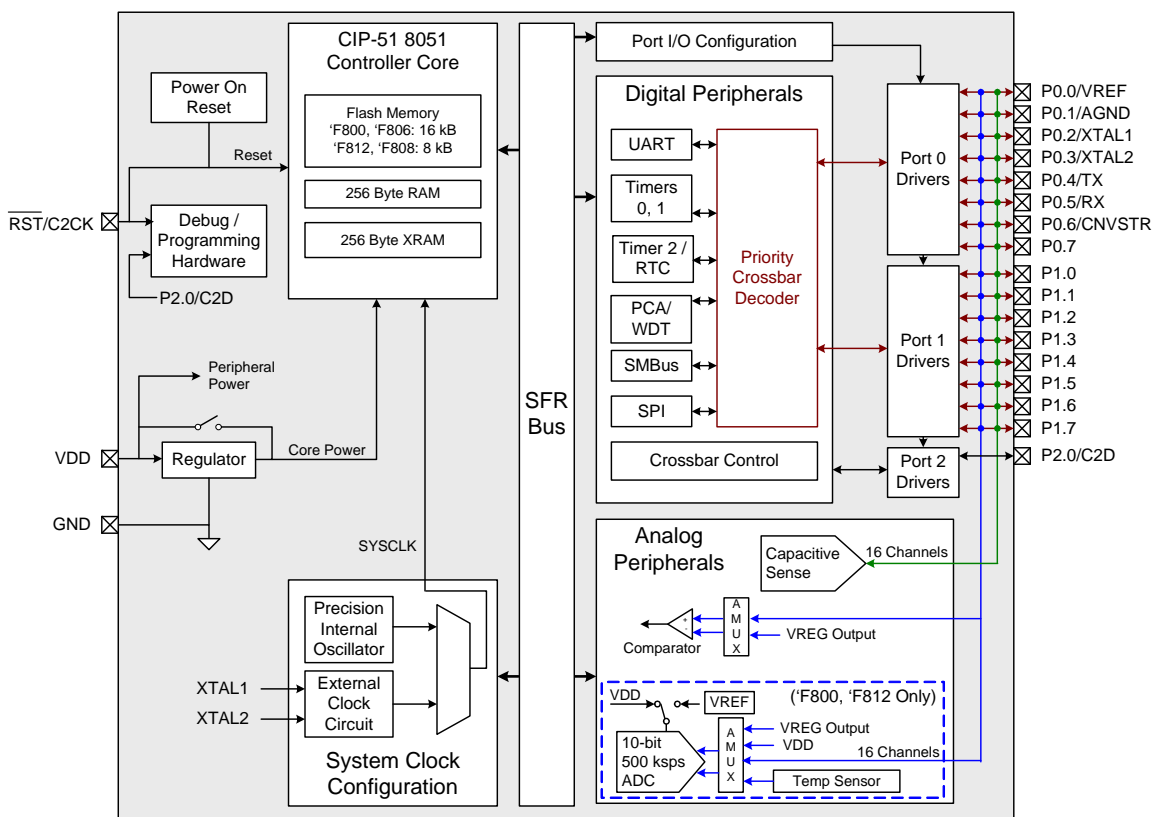 CIP-51 8051
Controller Core
Flash Memory
‘F800, ‘F806: 16 kB
‘F812, ‘F808: 8 kB
256 Byte RAM
256 Byte XRAM
Power On
Reset
Reset
RST/C2CK
Debug /
Programming
Hardware
P2.0/C2D
Peripheral
Power
VDD
Regulator
Core Power
GND
SYSCLK
Precision
Internal
Oscillator
XTAL1
XTAL2
External
Clock
Circuit
System Clock
Configuration
SFR
Bus
Port I/O Configuration
Digital Peripherals
UART
Timers
0, 1
Timer 2 /
RTC
PCA/
WDT
SMBus
SPI
Priority
Crossbar
Decoder
Crossbar Control
Port 0
Drivers
Port 1
Drivers
Port 2
Drivers
P0.0/VREF
P0.1/AGND
P0.2/XTAL1
P0.3/XTAL2
P0.4/TX
P0.5/RX
P0.6/CNVSTR
P0.7
P1.0
P1.1
P1.2
P1.3
P1.4
P1.5
P1.6
P1.7
P2.0/C2D
Analog
Peripherals
Capacitive
Sense
16 Channels
AMUX
+
-
Comparator
VREG Output
(‘F800, ‘F812 Only)
VDD
VREF
10-bit
500 ksps
ADC
AMUX
VREG Output
VDD
16 Channels
Temp Sensor